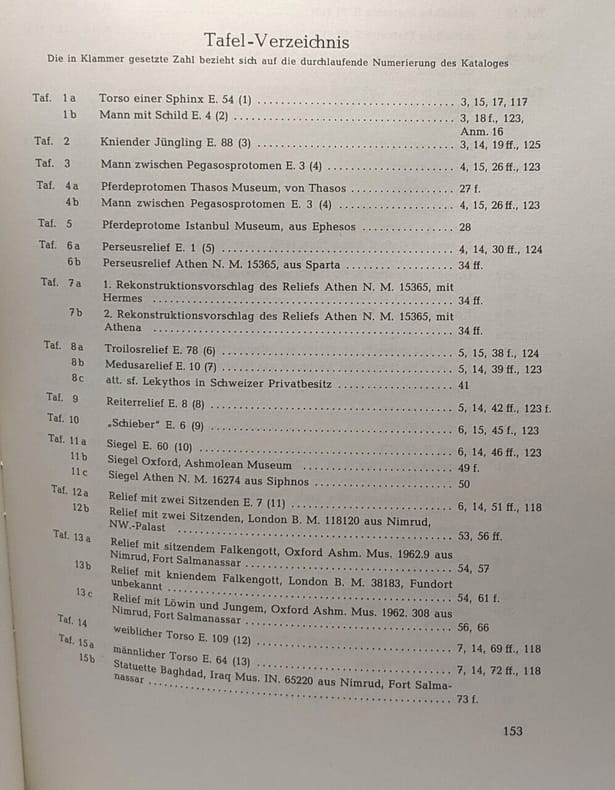 Tafel-Verzeichnis
Die in Klammer gesetzte Zahl bezieht sich auf die durchlaufende Numerierung des Kataloges
Taf. 1 a Torso einer Sphinx E. 54 (1) .................................. 3, 15, 17, 117
1 b Mann mit Schild E. 4 (2) ...................................... 3, 18 f., 123,
Anm. 16
Taf. 2 Kniender Jüngling E. 88 (3) .................................. 3, 14, 19 ff., 125
Taf. 3 Mann zwischen Pegasosprotomen E. 3 (4) ...................... 4, 15, 26 ff., 123
Taf. 4 a Pferdeprotomen Thasos Museum, von Thasos .................. 27 f.
4 b Mann zwischen Pegasosprotomen E. 3 (4) .................... 4, 15, 26 ff., 123
Taf. 5 Pferdeprotome Istanbul Museum, aus Ephesos ................ 28
Taf. 6 a Perseusrelief E. 1 (5) ........................................ 4, 14, 30 ff., 124
6 b Perseusrelief Athen N. M. 15365, aus Sparta .................. 34 ff.
Taf. 7 a 1. Rekonstruktionsvorschlag des Reliefs Athen N. M. 15365, mit
Hermes .................................................... 34 ff.
7 b 2. Rekonstruktionsvorschlag des Reliefs Athen N. M. 15365, mit
Athena .................................................... 34 ff.
Taf. 8 a Troilosrelief E. 78 (6) ........................................ 5, 15, 38 f., 124
8 b Medusarelief E. 10 (7) ........................................ 5, 14, 39 ff., 123
8 c att. sf. Lekythos in Schweizer Privatbesitz .................... 41
Taf. 9 Reiterrelief E. 8 (8) .......................................... 5, 14, 42 ff., 123 f.
Taf. 10 „Schieber" E. 6 (9) .......................................... 6, 15, 45 f., 123
Taf. 11 a Siegel E. 60 (10) ............................................ 6, 14, 46 ff., 123
11 b Siegel Oxford, Ashmolean Museum .......................... 49 f.
11 c Siegel Athen N. M. 16274 aus Siphnos ........................ 50
Taf. 12 a Relief mit zwei Sitzenden E. 7 (11) .......................... 6, 14, 51 ff., 118
12 b Relief mit zwei Sitzenden, London B. M. 118120 aus Nimrud,
NW.-Palast ................................................ 53, 56 ff.
Taf. 13 a Relief mit sitzendem Falkengott, Oxford Ashm. Mus. 1962.9 aus
Nimrud, Fort Salmanassar .................................. 54, 57
13 b Relief mit kniendem Falkengott, London B. M. 38183, Fundort
unbekannt .................................................. 54, 61 f.
13 c Relief mit Löwin und Jungem, Oxford Ashm. Mus. 1962. 308 aus
Nimrud, Fort Salmanassar .................................. 56, 66
Taf. 14 weiblicher Torso E. 109 (12) ................................ 7, 14, 69 ff., 118
Taf. 15 a männlicher Torso E. 64 (13) ................................ 7, 14, 72 ff., 118
15 b Statuette Baghdad, Iraq Mus. IN. 65220 aus Nimrud, Fort Salma-
nassar .................................................... 73 f.
153